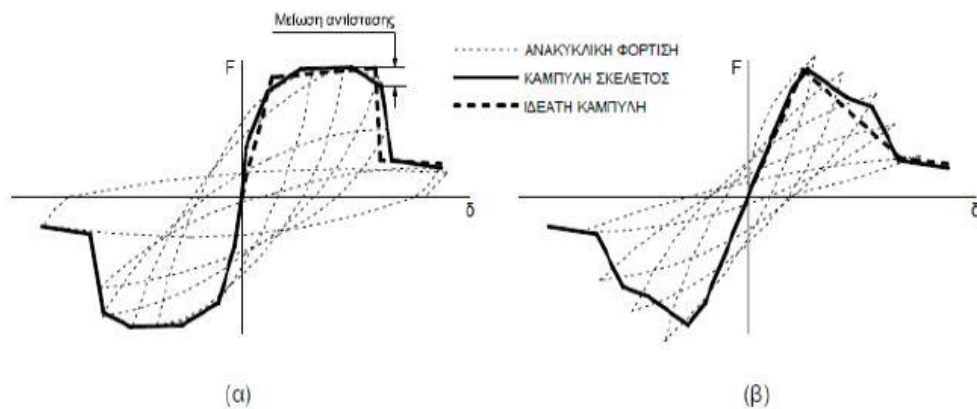 Μείωση αντίστασης
F
δ
(α)
ΑΝΑΚΥΚΛΙΚΗ ΦΟΡΤΙΣΗ
ΚΑΜΠΥΛΗ ΣΚΕΛΕΤΟΣ
ΙΔΕΑΤΗ ΚΑΜΠΥΛΗ
F
δ
(β)